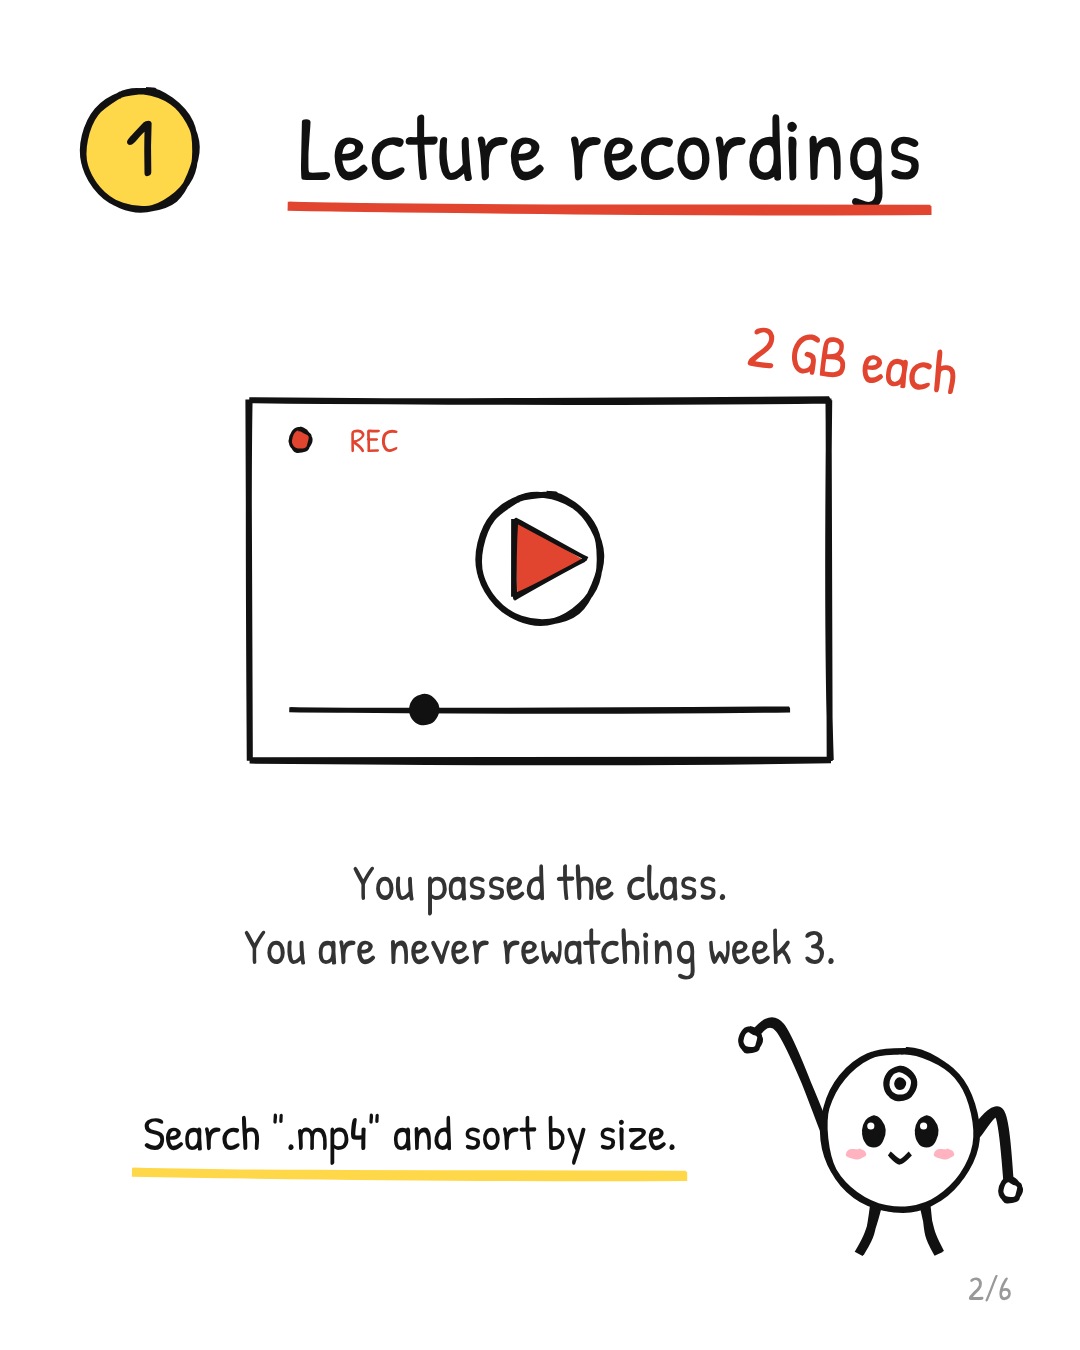 1
Lecture recordings
2 GB each
REC
You passed the class.
You are never rewatching week 3.
Search ".mp4" and sort by size.
2/6